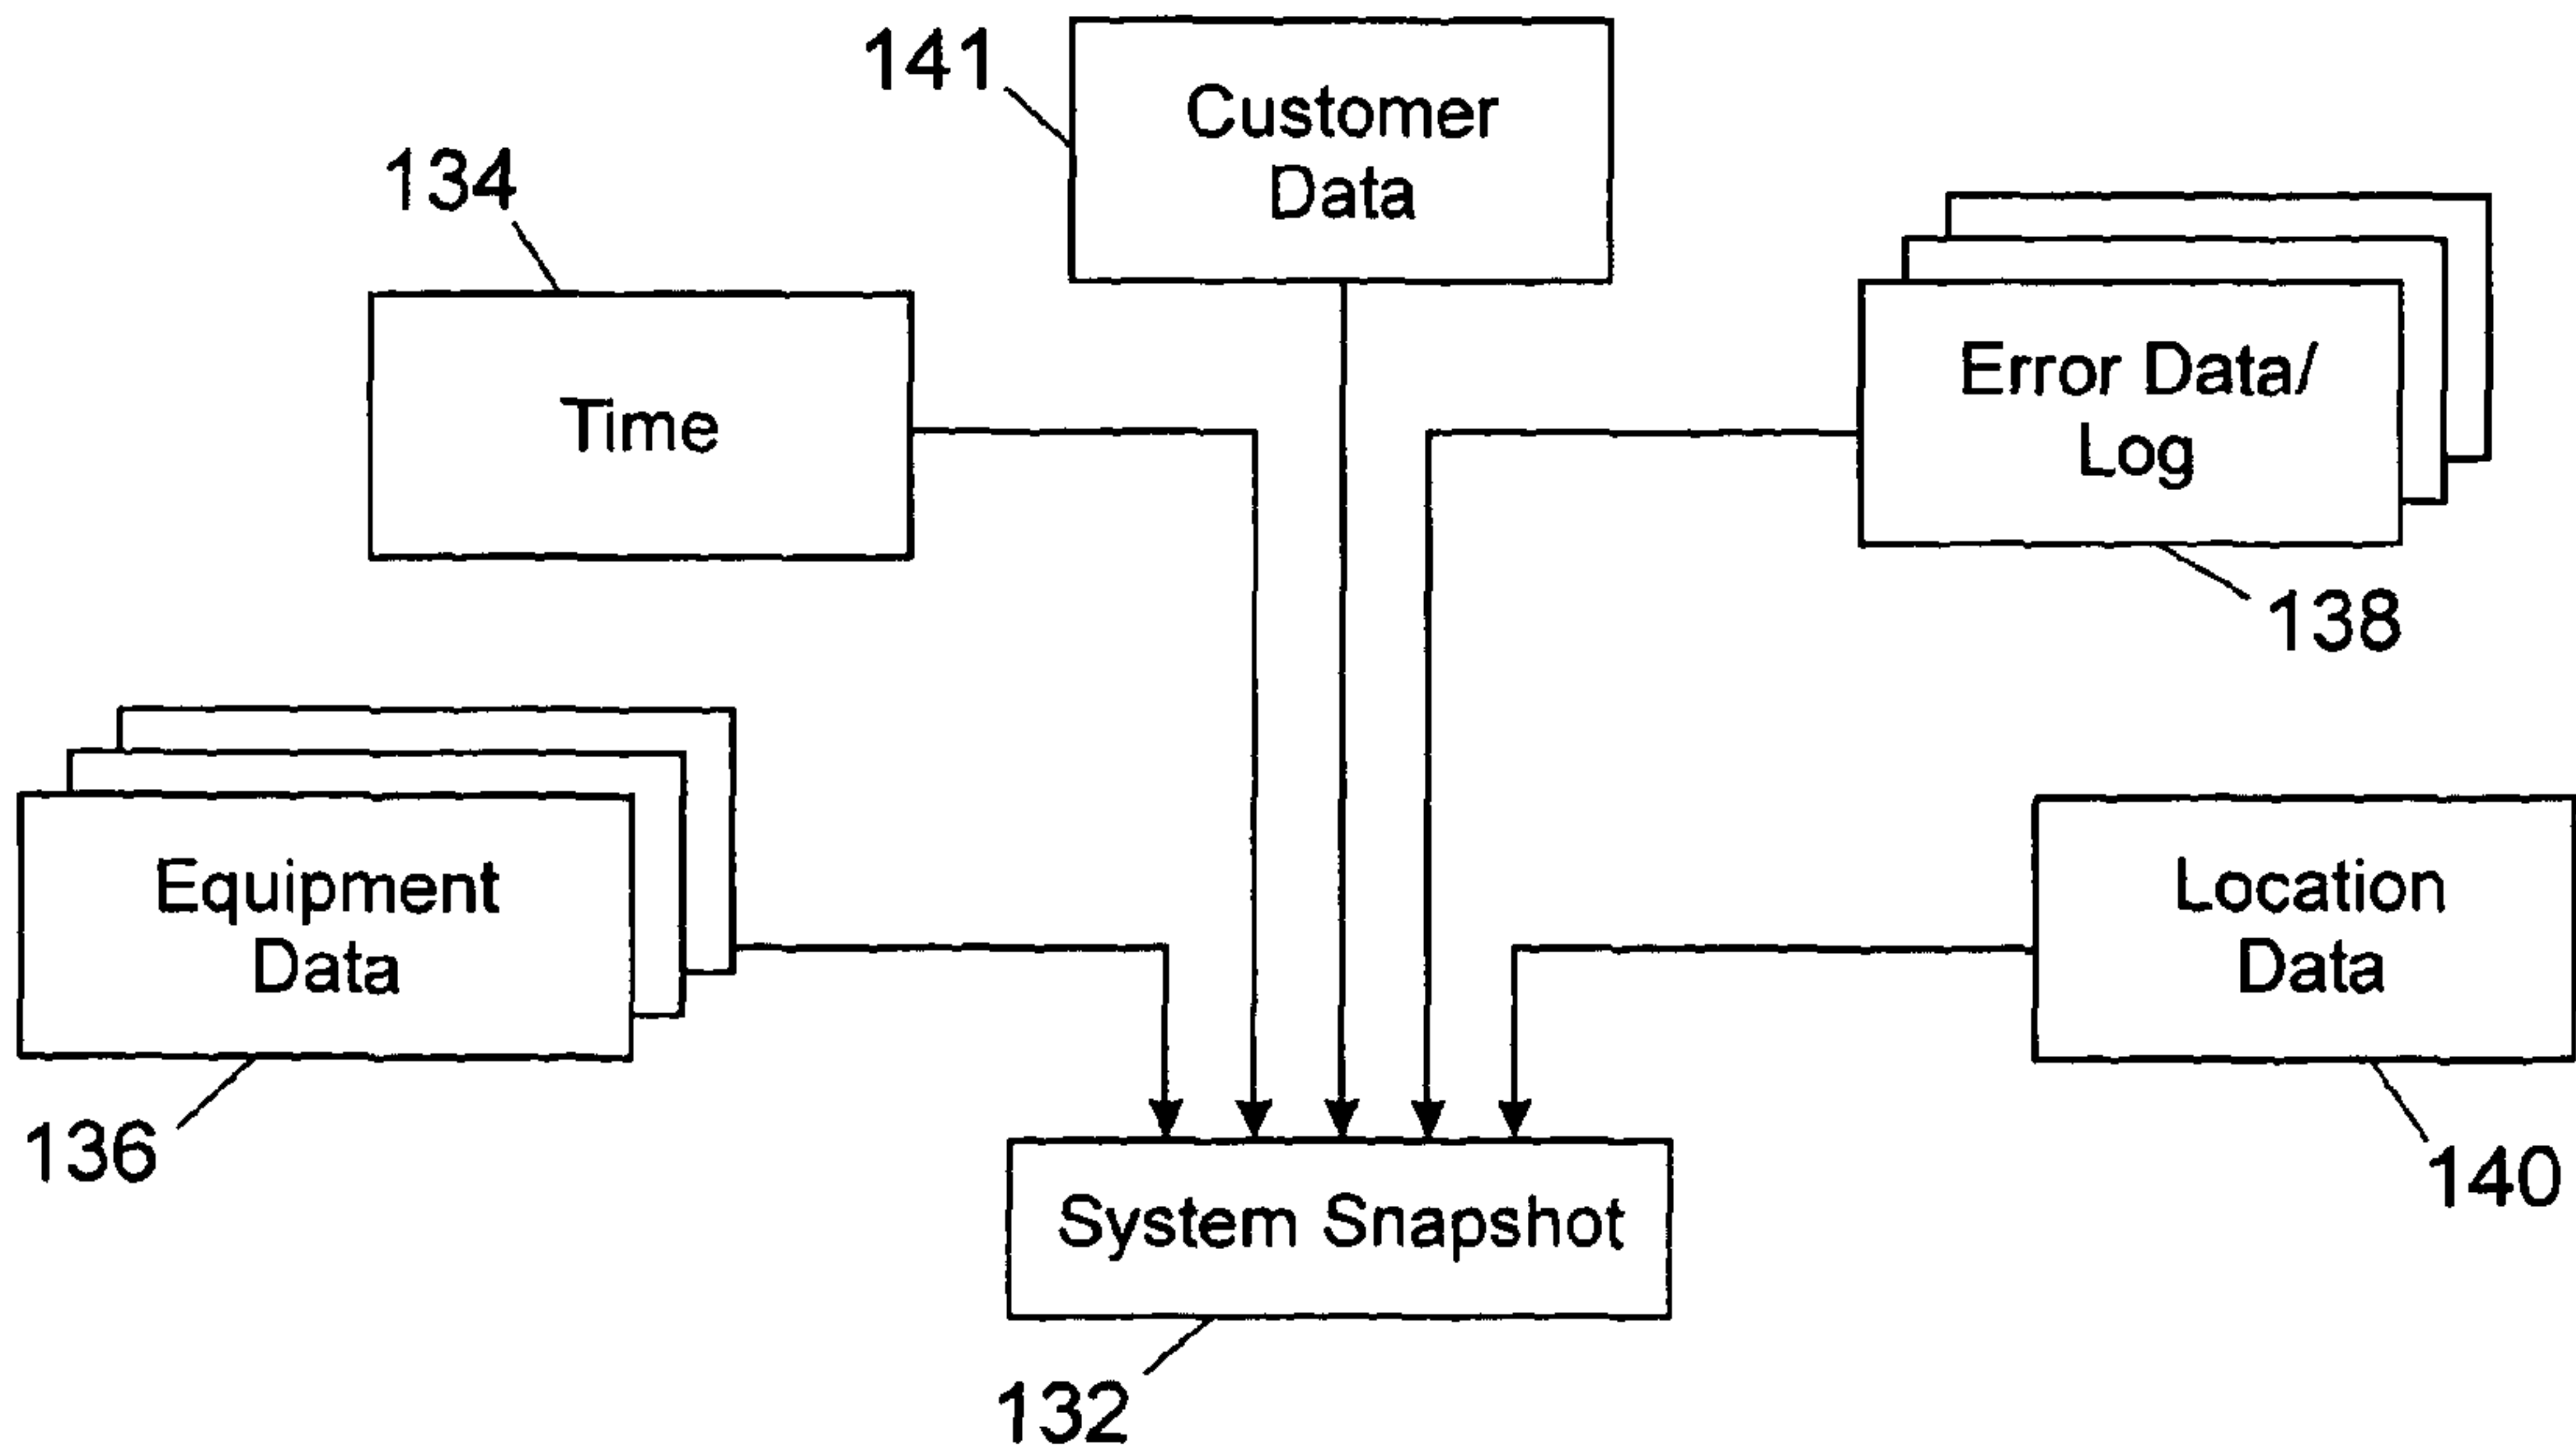 141
Customer
Data
134
Time
Error Data/
Log
138
Equipment
Data
136
Location
Data
140
System Snapshot
132